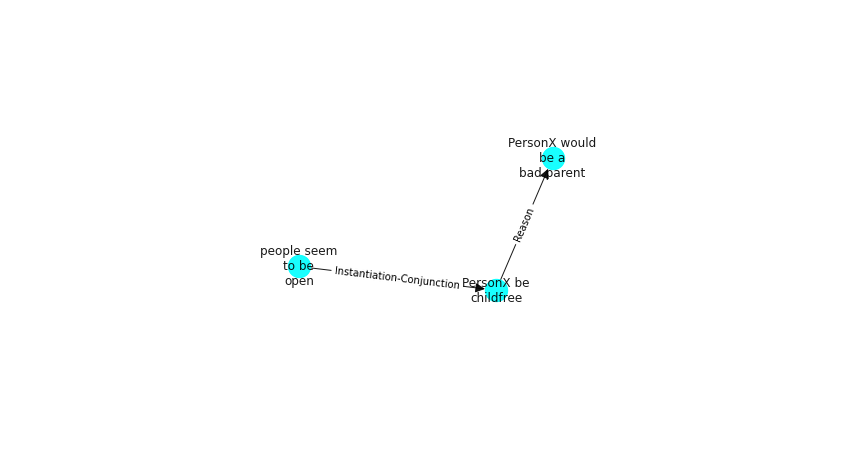 PersonX would
be a
bad parent
Reason
people seem
to be
open
Instantiation-Conjunction
PersonX be
childfree